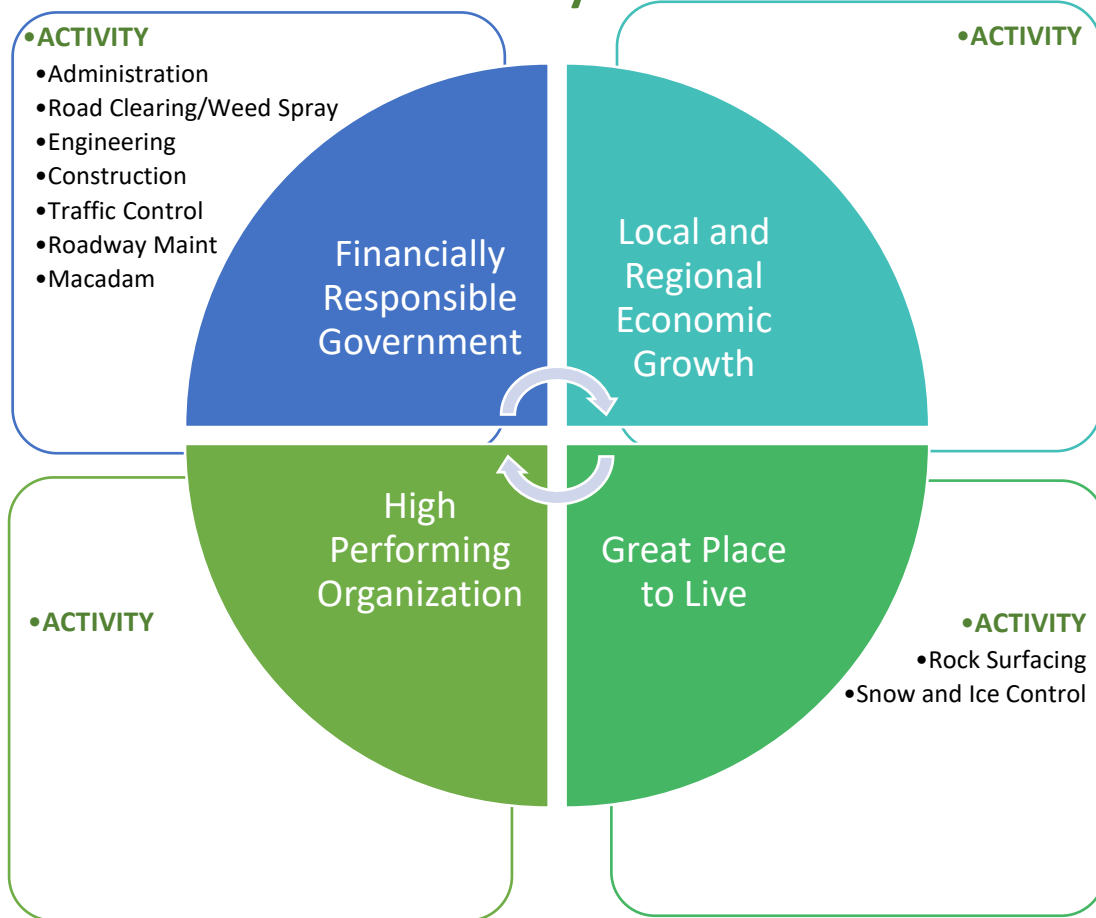 •ACTIVITY
•Administration
•Road Clearing/Weed Spray
•Engineering
•Construction
•Traffic Control
•Roadway Maint
•Macadam
Financially
Responsible
Government
•ACTIVITY
Local and
Regional
Economic
Growth
•ACTIVITY
High
Performing
Organization
Great Place
to Live
•ACTIVITY
•Rock Surfacing
•Snow and Ice Control